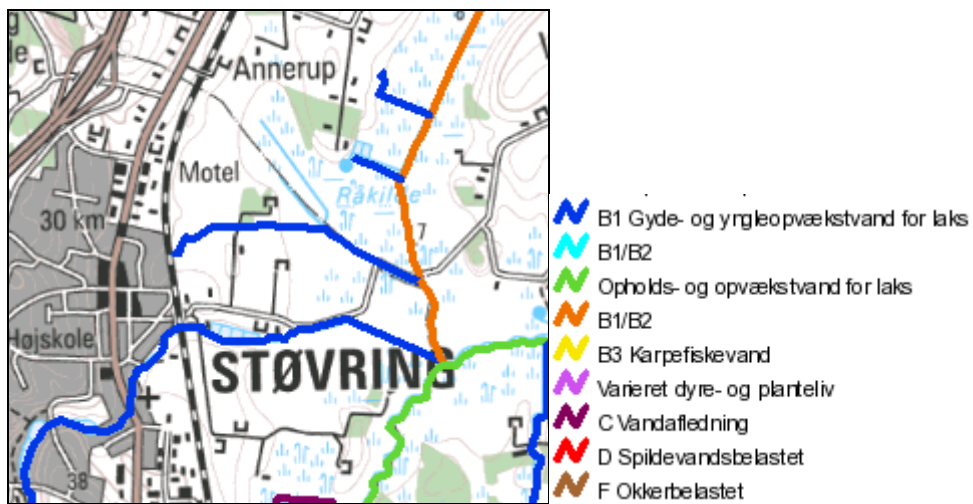 Annerup
Motel
Råkilde
30 km
7
Højskole
STØVRING
38
B1 Gyde- og yngleopvækstvand for laks
B1/B2
Opholds- og opvækstvand for laks
B1/B2
B3 Karpefiskevand
Varieret dyre- og planteliv
C Vandafledning
D Spildevandsbelastet
F Okkerbelastet